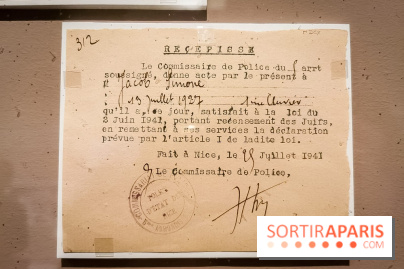 312
RECEPISSE
Le Commissaire de Police du arrt
soussigné, donne acte par le présent à
M Jacob Simone
13 Juillet 1927
qu'il a, ce jour, satisfait à la loi du
2 Juin 1941, portant recensement des Juifs,
en remettant à ses services la déclaration
prévue par l'article I de ladite loi.
Fait à Nice, le 25 Juillet 1941
Le Commissaire de Police,
SORTIRAPARIS
.COM